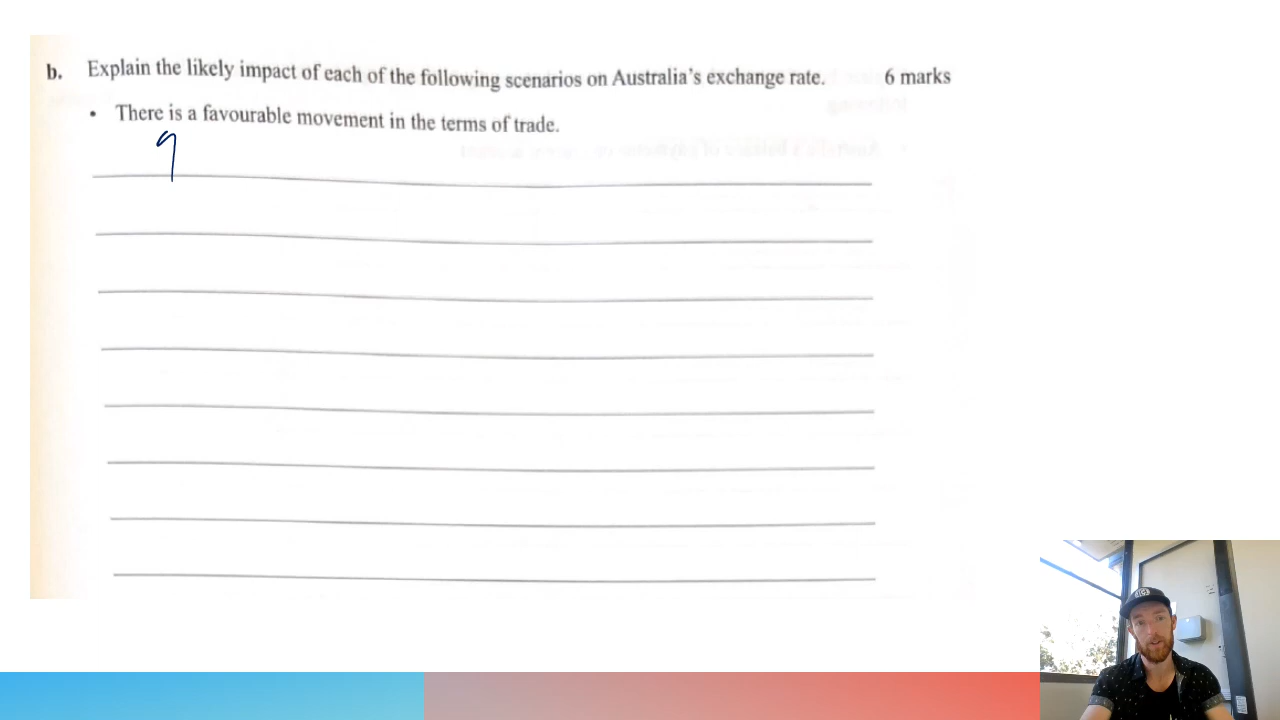 b. Explain the likely impact of each of the following scenarios on Australia's exchange rate. 6 marks
• There is a favourable movement in the terms of trade.